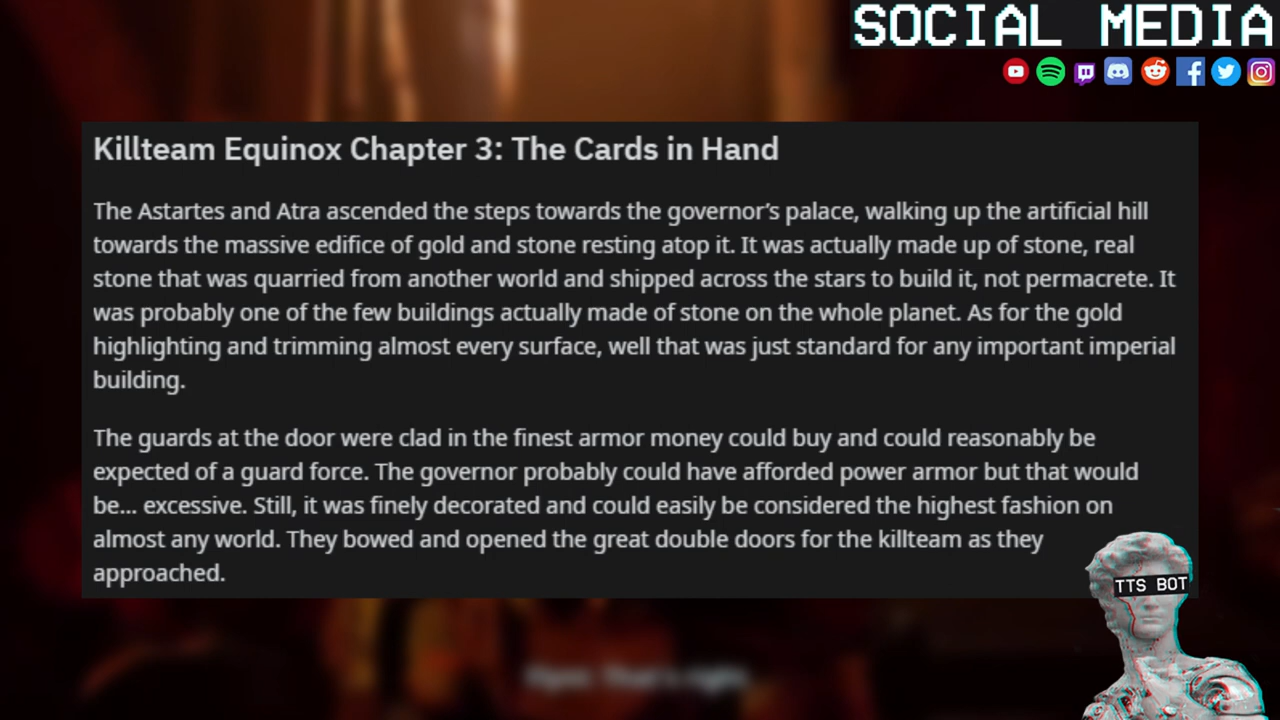 SOCIAL MEDIA
Killteam Equinox Chapter 3: The Cards in Hand
The Astartes and Atra ascended the steps towards the governor’s palace, walking up the artificial hill
towards the massive edifice of gold and stone resting atop it. It was actually made up of stone, real
stone that was quarried from another world and shipped across the stars to build it, not permacrete. It
was probably one of the few buildings actually made of stone on the whole planet. As for the gold
highlighting and trimming almost every surface, well that was just standard for any important imperial
building.
The guards at the door were clad in the finest armor money could buy and could reasonably be
expected of a guard force. The governor probably could have afforded power armor but that would
be... excessive. Still, it was finely decorated and could easily be considered the highest fashion on
almost any world. They bowed and opened the great double doors for the killteam as they
approached.
TTS BOT